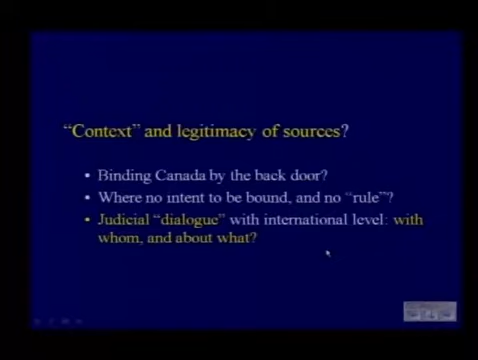 “Context” and legitimacy of sources?
• Binding Canada by the back door?
• Where no intent to be bound, and no “rule”?
• Judicial “dialogue” with international level: with
whom, and about what?